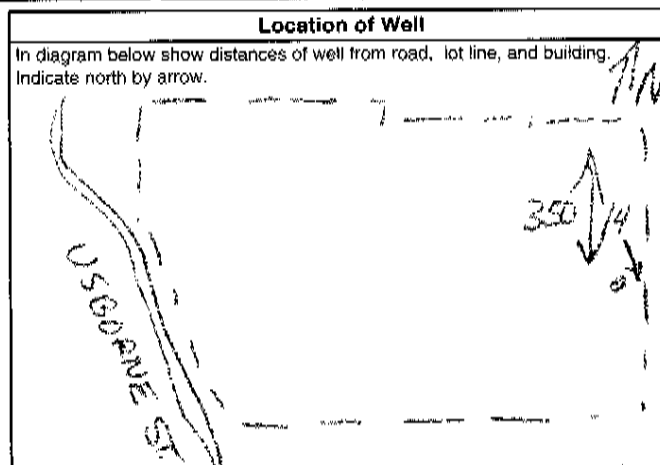 Location of Well
In diagram below show distances of well from road, lot line, and building.
Indicate north by arrow.
N
350
USBORNE ST.